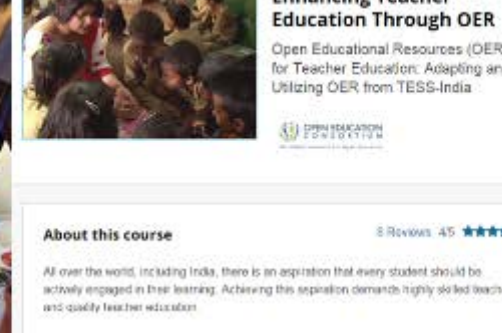 Enhancing Teacher
Education Through OER
Open Educational Resources (OER
for Teacher Education: Adapting an
Utilizing OER from TESS-India
OPEN EDUCATION
CONSORTIUM
About this course
8 Reviews 4/5
All over the world, including India, there is an aspiration that every student should be
actively engaged in their learning. Achieving this aspiration demands highly skilled teach
and quality teacher education